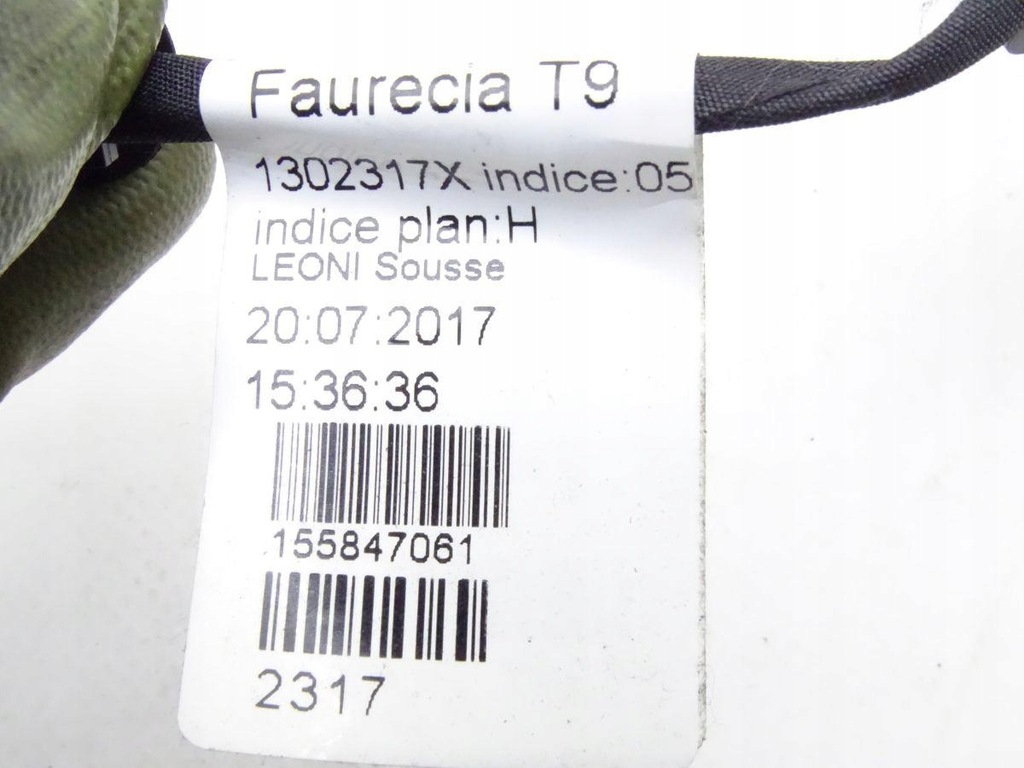 Faurecia T9
1302317X indice:05
indice plan:H
LEONI Sousse
20:07:2017
15:36:36
155847061
2317